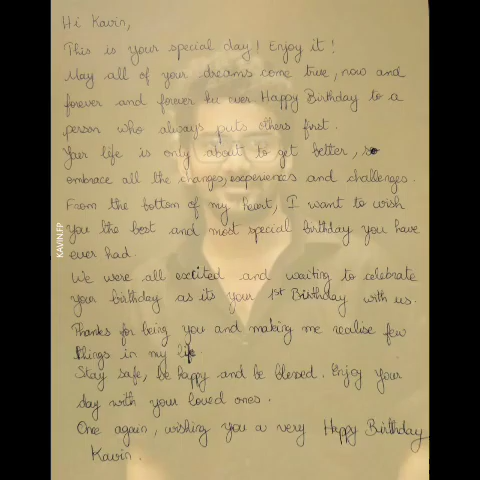 Hi Kavin,
This is your special day! Enjoy it!
May all of your dreams come true, now and
forever and forever ever Happy Birthday to a
person who always puts others first.
Your life is only about to get better, so
embrace all the changes, experiences and challenges.
From the bottom of my heart, I want to wish
you the best and most special birthday you have
ever had.
We were all excited and waiting to celebrate
your birthday as its your 1st Birthday with us.
Thanks for being you and making me realise few
things in my life.
Stay safe, be happy and be blessed. Enjoy your
day with your loved ones.
Once again, wishing you a very Happy Birthday
Kavin.
KAVIN.FP